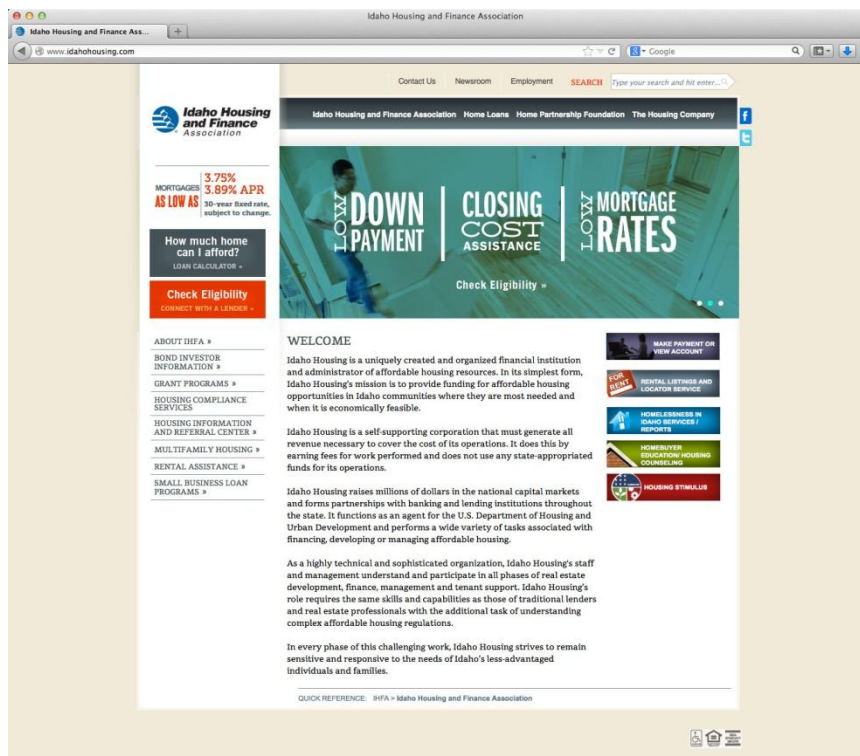 Idaho Housing and Finance Association
Idaho Housing and Finance Ass...
www.idahohousing.com
Google
Contact Us Newsroom Employment SEARCH Type your search and hit enter...
Idaho Housing
and Finance
Association
Idaho Housing and Finance Association Home Loans Home Partnership Foundation The Housing Company
MORTGAGES
AS LOW AS
3.75%
3.89% APR
30-year fixed rate,
subject to change.
How much home
can I afford?
LOAN CALCULATOR »
Check Eligibility
CONNECT WITH A LENDER »
LOW DOWN
PAYMENT
CLOSING
COST
ASSISTANCE
LOW MORTGAGE
RATES
Check Eligibility »
ABOUT IHFA »
BOND INVESTOR
INFORMATION »
GRANT PROGRAMS »
HOUSING COMPLIANCE
SERVICES
HOUSING INFORMATION
AND REFERRAL CENTER »
MULTIFAMILY HOUSING »
RENTAL ASSISTANCE »
SMALL BUSINESS LOAN
PROGRAMS »
WELCOME
Idaho Housing is a uniquely created and organized financial institution
and administrator of affordable housing resources. In its simplest form,
Idaho Housing's mission is to provide funding for affordable housing
opportunities in Idaho communities where they are most needed and
when it is economically feasible.
Idaho Housing is a self-supporting corporation that must generate all
revenue necessary to cover the cost of its operations. It does this by
earning fees for work performed and does not use any state-appropriated
funds for its operations.
Idaho Housing raises millions of dollars in the national capital markets
and forms partnerships with banking and lending institutions throughout
the state. It functions as an agent for the U.S. Department of Housing and
Urban Development and performs a wide variety of tasks associated with
financing, developing or managing affordable housing.
As a highly technical and sophisticated organization, Idaho Housing's staff
and management understand and participate in all phases of real estate
development, finance, management and tenant support. Idaho Housing's
role requires the same skills and capabilities as those of traditional lenders
and real estate professionals with the additional task of understanding
complex affordable housing regulations.
In every phase of this challenging work, Idaho Housing strives to remain
sensitive and responsive to the needs of Idaho's less-advantaged
individuals and families.
MAKE PAYMENT OR
VIEW ACCOUNT
FOR
RENT
RENTAL LISTINGS AND
LOCATOR SERVICE
HOMELESSNESS IN
IDAHO SERVICES /
REPORTS
HOMEBUYER
EDUCATION/ HOUSING
COUNSELING
HOUSING STIMULUS
QUICK REFERENCE: IHFA > Idaho Housing and Finance Association